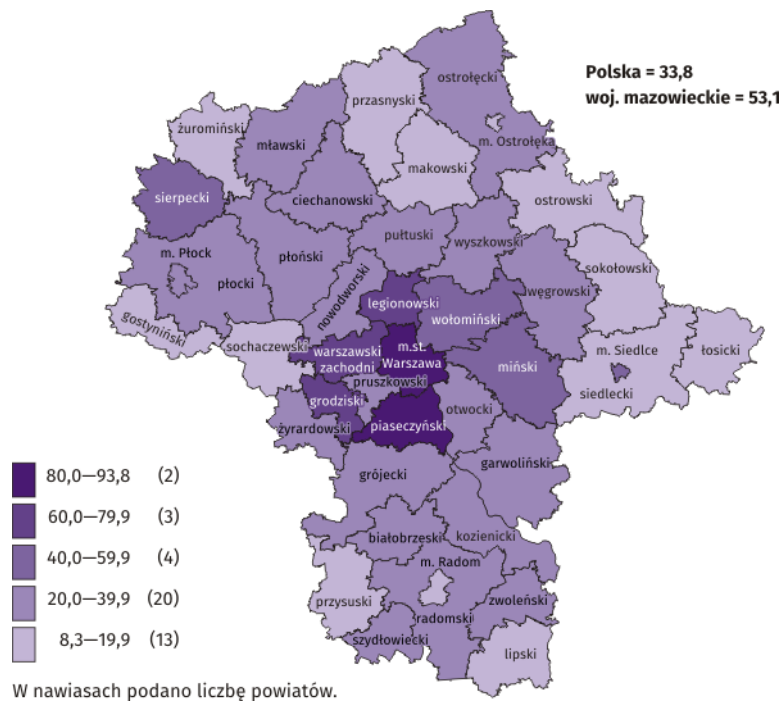 Polska = 33,8
woj. mazowieckie = 53,1
ostrołęcki
przasnyski
żuromiński
mławski
m. Ostrołęka
makowski
sierpecki
ciechanowski
ostrowski
pułtuski
wyszkowski
m. Płock
płoński
sokołowski
płocki
węgrowski
nowodworski
legionowski
wołomiński
gostyniński
sochaczewski
warszawski
zachodni
m.st.
Warszawa
m. Siedlce
łosicki
miński
pruszkowski
siedlecki
grodziski
otwocki
piaseczyński
żyrardowski
garwoliński
grójecki
białobrzeski
kozienicki
m. Radom
przysuski
zwoleński
radomski
szydłowiecki
lipski
80,0—93,8 (2)
60,0—79,9 (3)
40,0—59,9 (4)
20,0—39,9 (20)
8,3—19,9 (13)
W nawiasach podano liczbę powiatów.